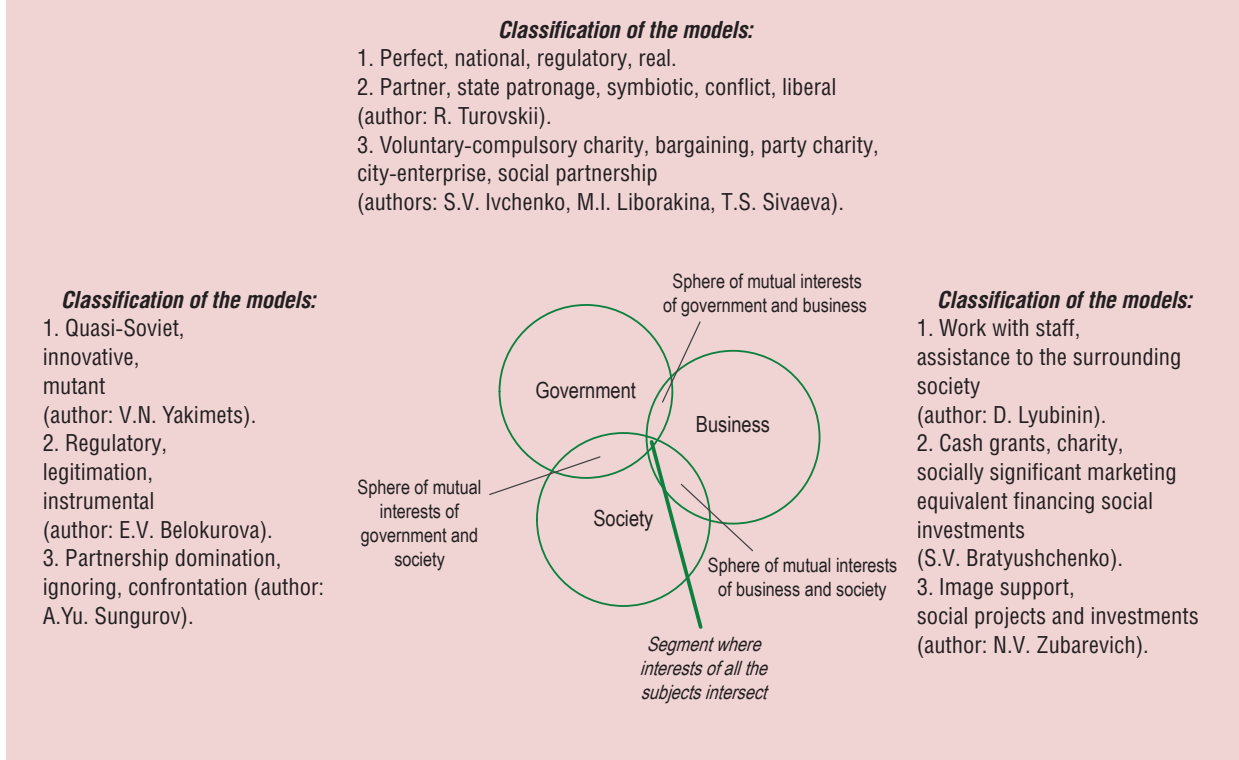 Classification of the models:
1. Perfect, national, regulatory, real.
2. Partner, state patronage, symbiotic, conflict, liberal
(author: R. Turovskii).
3. Voluntary-compulsory charity, bargaining, party charity,
city-enterprise, social partnership
(authors: S.V. Ivchenko, M.I. Liborakina, T.S. Sivaeva).
Classification of the models:
1. Quasi-Soviet,
innovative,
mutant
(author: V.N. Yakimets).
2. Regulatory,
legitimation,
instrumental
(author: E.V. Belokurova).
3. Partnership domination,
ignoring, confrontation (author:
A.Yu. Sungurov).
Sphere of mutual interests
of government and business
Government
Business
Society
Sphere of mutual
interests of
government and
society
Sphere of mutual interests
of business and society
Segment where
interests of all the
subjects intersect
Classification of the models:
1. Work with staff,
assistance to the surrounding
society
(author: D. Lyubinin).
2. Cash grants, charity,
socially significant marketing
equivalent financing social
investments
(S.V. Bratyushchenko).
3. Image support,
social projects and investments
(author: N.V. Zubarevich).